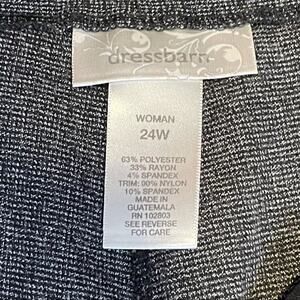 dressbarn.
WOMAN
24W
63% POLYESTER
33% RAYON
4% SPANDEX
TRIM: 90% NYLON
10% SPANDEX
MADE IN
GUATEMALA
RN 102803
SEE REVERSE
FOR CARE